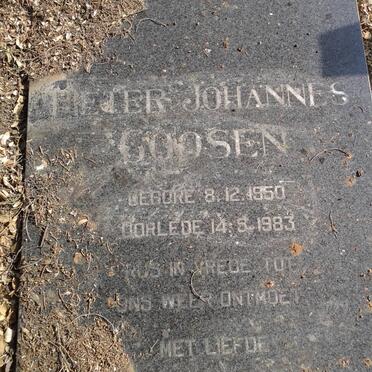 PIETER JOHANNES
GOOSEN
GEBORE 8.12.1950
OORLEDE 14.5.1983
RUS IN VREDE TOT
ONS WEER ONTMOET
MET LIEFDE